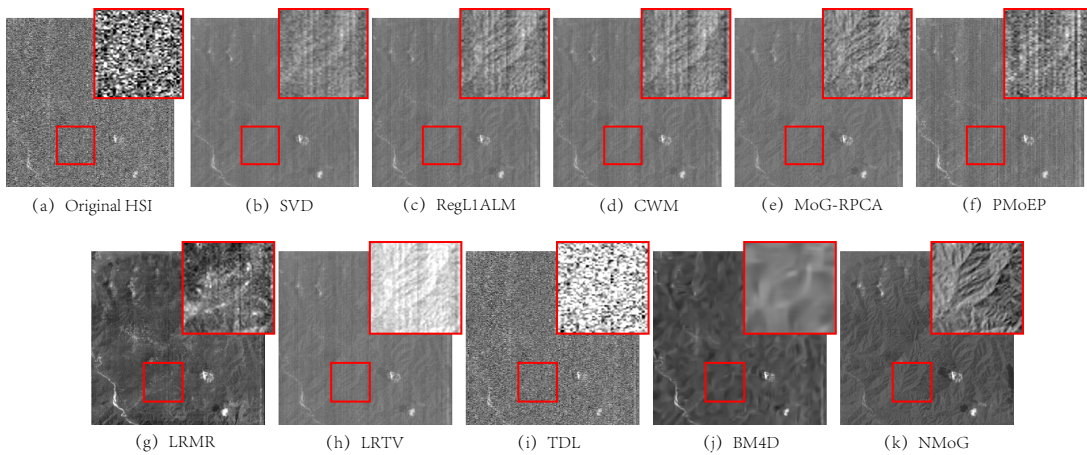 (a) Original HSI (b) SVD (c) RegL1ALM (d) CWM (e) MoG-RPCA (f) PMoEP
(g) LRMR (h) LRTV (i) TDL (j) BM4D (k) NMoG